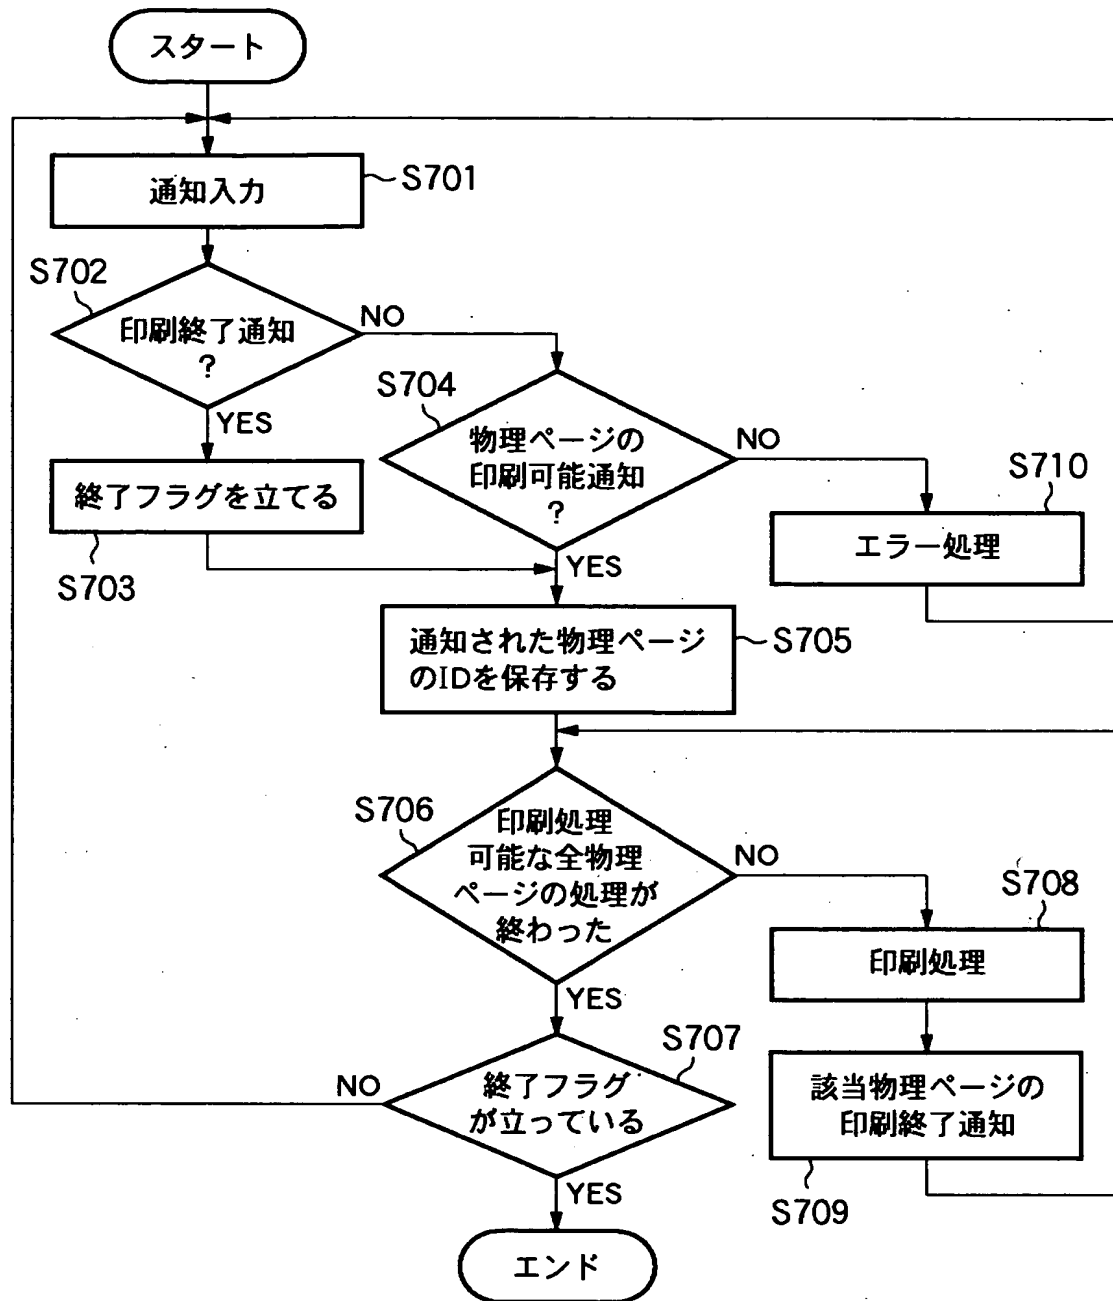 スタート
通知入力
S701
S702
印刷終了通知
?
NO
YES
終了フラグを立てる
S703
S704
物理ページの
印刷可能通知
?
NO
YES
S710
エラー処理
通知された物理ページ
のIDを保存する
S705
S706
印刷処理
可能な全物理
ページの処理が
終わった
NO
YES
S708
印刷処理
S707
終了フラグ
が立っている
NO
YES
該当物理ページの
印刷終了通知
S709
エンド